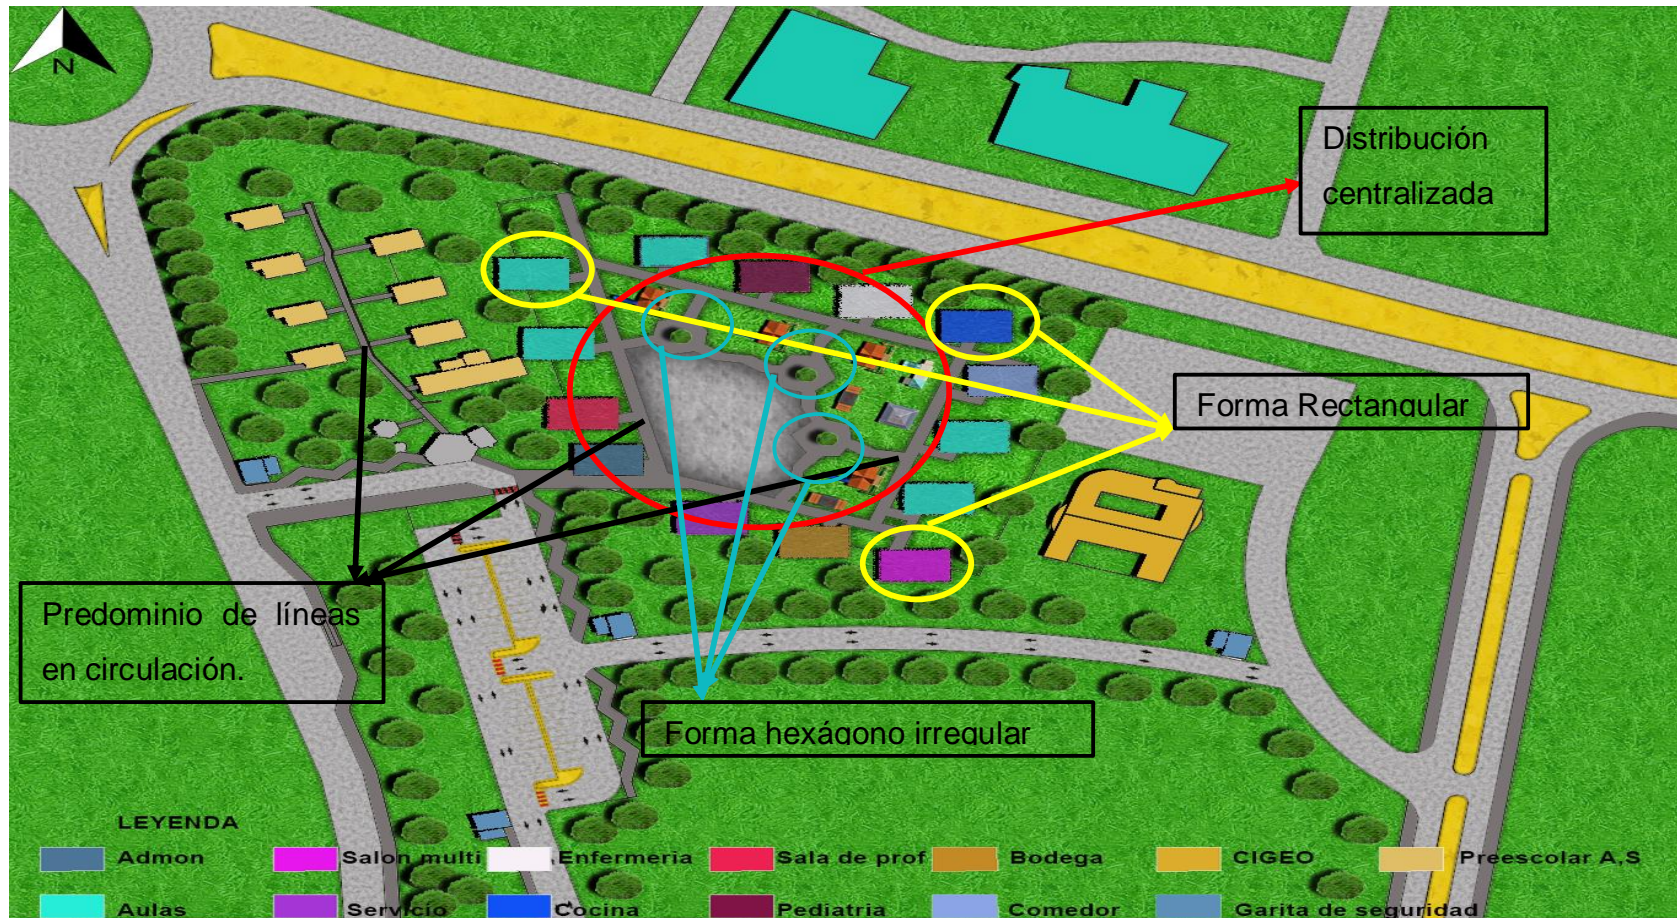 N
Distribución
centralizada
Forma Rectangular
Predominio de líneas
en circulación.
Forma hexágono irregular
LEYENDA
Admon
Salon multi
Enfermeria
Sala de prof
Bodega
CIGEO
Preescolar A,S
Aulas
Servicio
Cocina
Pediatria
Comedor
Garita de seguridad